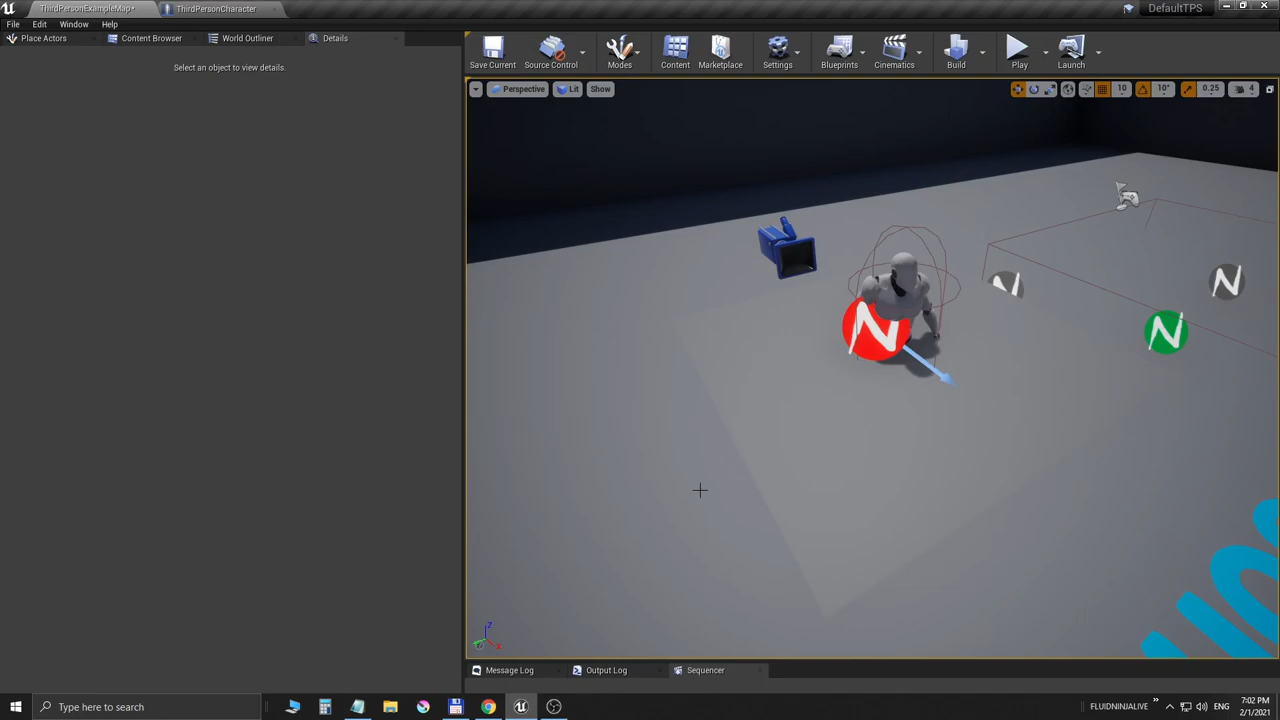 ThirdPersonExampleMap*
ThirdPersonCharacter
DefaultTPS
File Edit Window Help
Place Actors
Content Browser
World Outliner
Details
Select an object to view details.
Save Current
Source Control
Modes
Content
Marketplace
Settings
Blueprints
Cinematics
Build
Play
Launch
Perspective
Lit
Show
10
10°
0.25
4
N
N
N
N
Z
X
Message Log
Output Log
Sequencer
Type here to search
FLUIDNINJALIVE
ENG
7:02 PM
2/1/2021